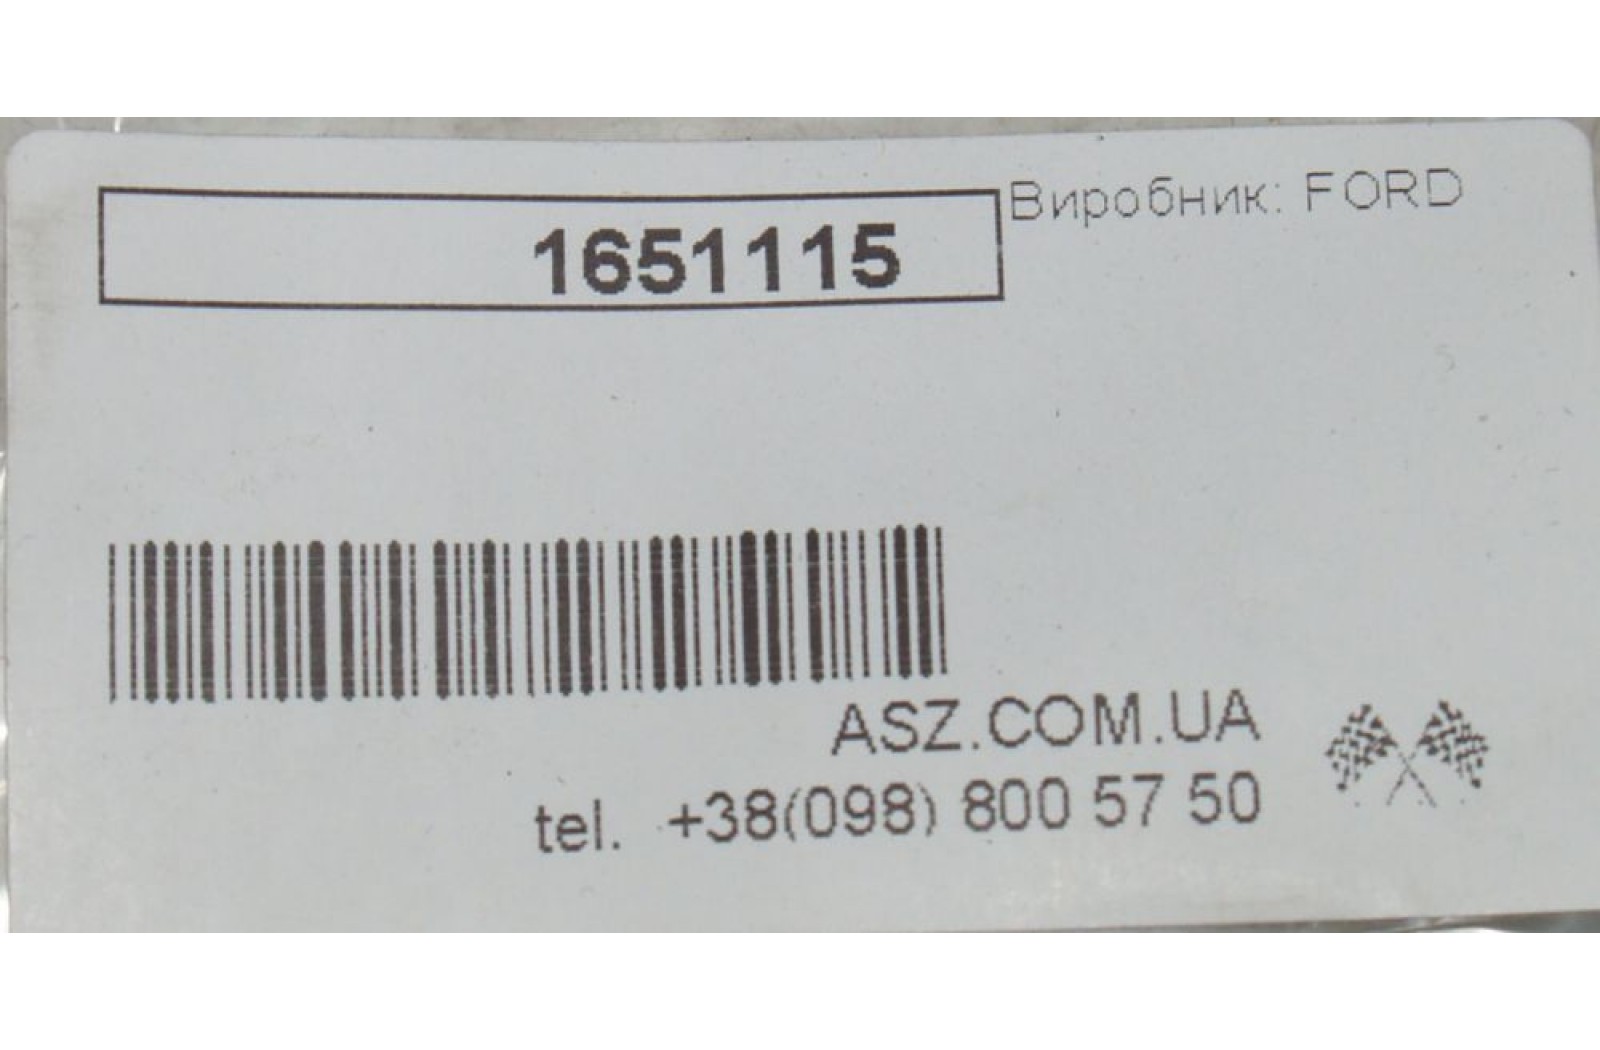 1651115
Виробник: FORD
ASZ.COM.UA
tel. +38(098) 800 57 50